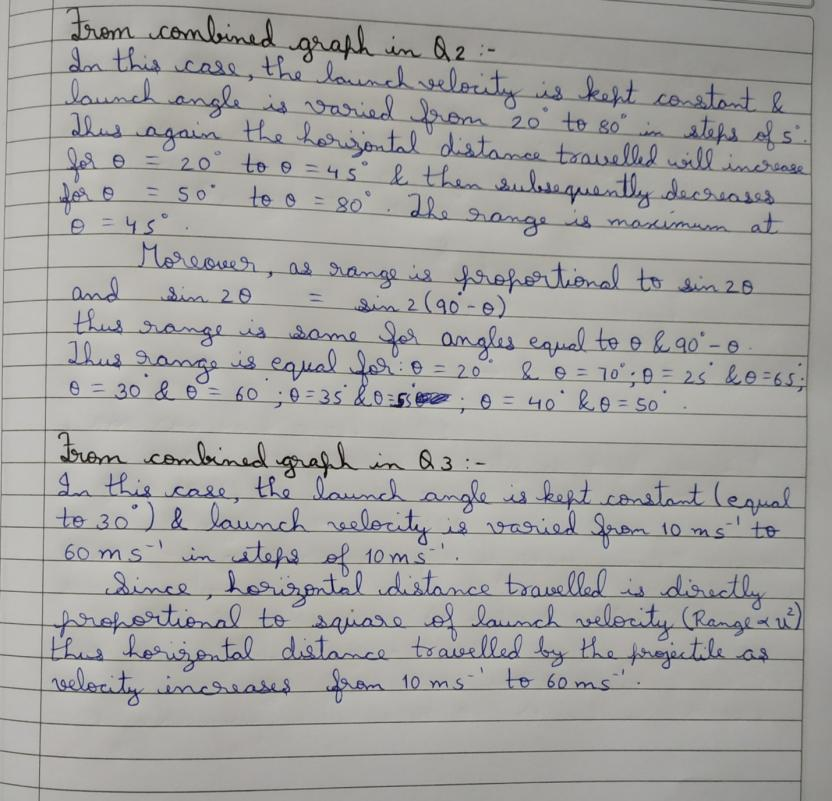 From combined graph in Q2 :-
In this case, the launch velocity is kept constant &
launch angle is varied from 20° to 80° in steps of 5°.
Thus again the horizontal distance travelled will increase
for θ = 20° to θ = 45° & then subsequently decreases
for θ = 50° to θ = 80°. The range is maximum at
θ = 45°.
Moreover, as range is proportional to sin 2θ
and sin 2θ = sin 2(90°-θ)
thus range is same for angles equal to θ & 90°-θ.
Thus range is equal for: θ = 20° & θ = 70°; θ = 25° & θ = 65°;
θ = 30° & θ = 60°; θ = 35° & θ = 55°; θ = 40° & θ = 50°.
From combined graph in Q3 :-
In this case, the launch angle is kept constant (equal
to 30°) & launch velocity is varied from 10 ms⁻¹ to
60 ms⁻¹ in steps of 10 ms⁻¹.
Since, horizontal distance travelled is directly
proportional to square of launch velocity (Range ∝ u²)
thus horizontal distance travelled by the projectile as
velocity increases from 10 ms⁻¹ to 60 ms⁻¹.